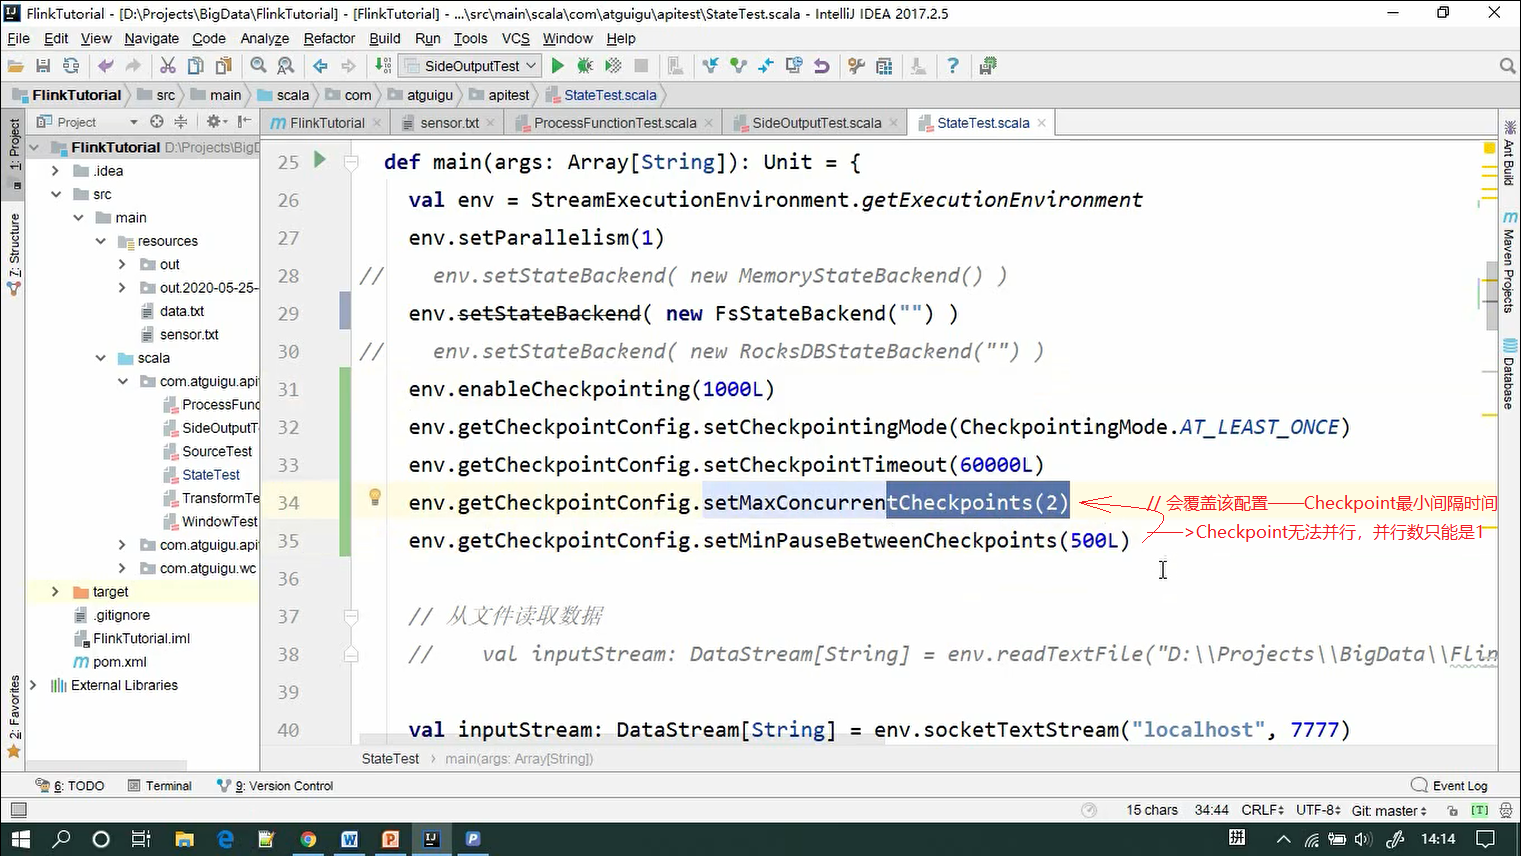 FlinkTutorial - [D:\Projects\BigData\FlinkTutorial] - [FlinkTutorial] - ...\src\main\scala\com\atguigu\apitest\StateTest.scala - IntelliJ IDEA 2017.2.5
File Edit View Navigate Code Analyze Refactor Build Run Tools VCS Window Help
SideOutputTest
FlinkTutorial src main scala com atguigu apitest StateTest.scala
Project
FlinkTutorial sensor.txt ProcessFunctionTest.scala SideOutputTest.scala StateTest.scala
1: Project
7: Structure
2: Favorites
FlinkTutorial D:\Projects\BigD
.idea
src
main
resources
out
out.2020-05-25-
data.txt
sensor.txt
scala
com.atguigu.api
ProcessFunc
SideOutputT
SourceTest
StateTest
TransformTe
WindowTest
com.atguigu.api
com.atguigu.wc
target
.gitignore
FlinkTutorial.iml
pom.xml
External Libraries
25 def main(args: Array[String]): Unit = {
26 val env = StreamExecutionEnvironment.getExecutionEnvironment
27 env.setParallelism(1)
28 // env.setStateBackend( new MemoryStateBackend() )
29 env.setStateBackend( new FsStateBackend("") )
30 // env.setStateBackend( new RocksDBStateBackend("") )
31 env.enableCheckpointing(1000L)
32 env.getCheckpointConfig.setCheckpointingMode(CheckpointingMode.AT_LEAST_ONCE)
33 env.getCheckpointConfig.setCheckpointTimeout(60000L)
34 env.getCheckpointConfig.setMaxConcurrentCheckpoints(2) // 会覆盖该配置——Checkpoint最小间隔时间
35 env.getCheckpointConfig.setMinPauseBetweenCheckpoints(500L) ——>Checkpoint无法并行，并行数只能是1
36
37 // 从文件读取数据
38 // val inputStream: DataStream[String] = env.readTextFile("D:\\Projects\\BigData\\Flin
39
40 val inputStream: DataStream[String] = env.socketTextStream("localhost", 7777)
StateTest main(args: Array[String])
Ant Build
Maven Projects
Database
6: TODO Terminal 9: Version Control Event Log
15 chars 34:44 CRLF UTF-8 Git: master [T]
拼 14:14